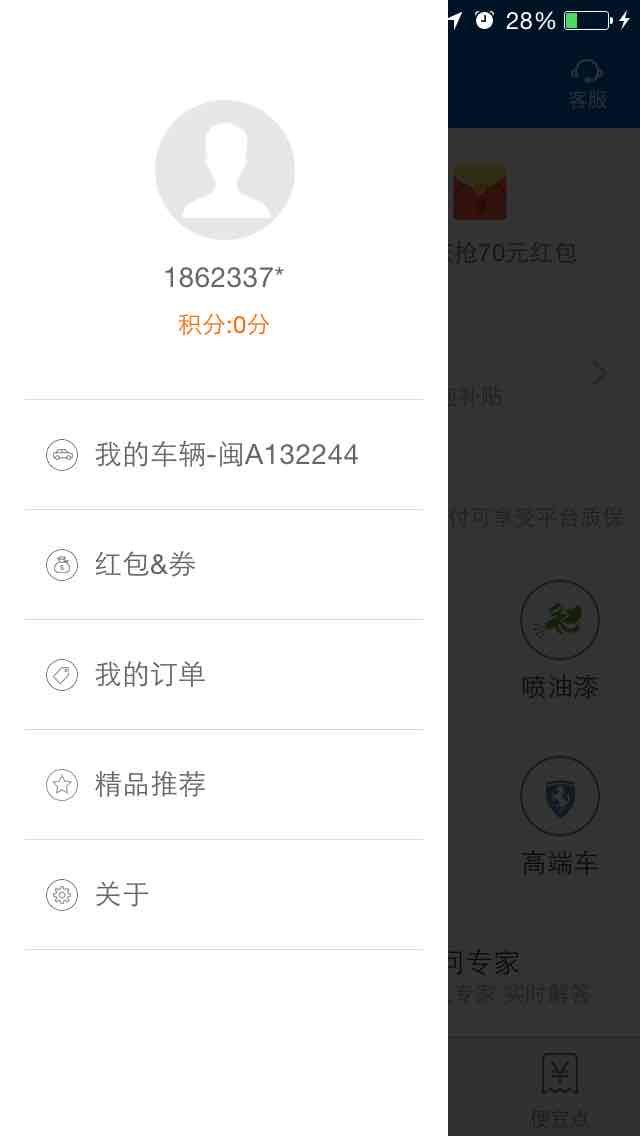 28%
客服
1862337*
积分:0分
抢70元红包
补贴
我的车辆-闽A132244
付可享受平台质保
红包&券
我的订单
喷油漆
精品推荐
高端车
关于
问专家
专家 实时解答
¥
便宜点